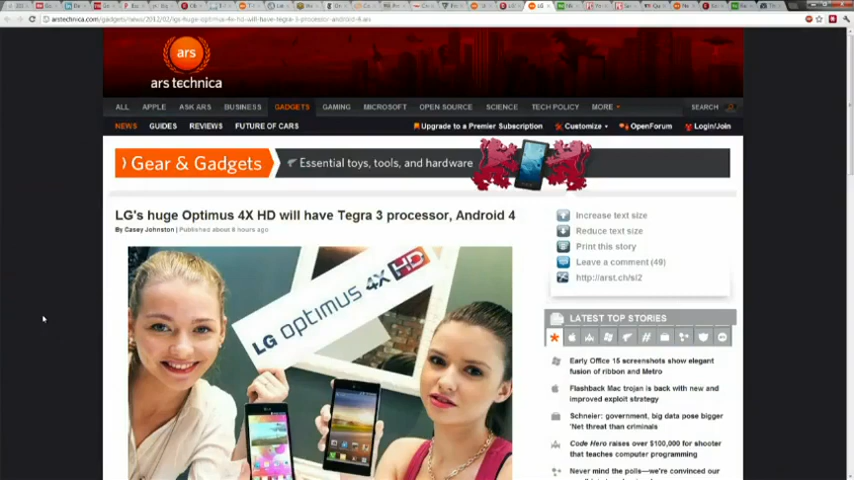 arstechnica.com/gadgets/news/2012/02/lgs-huge-optimus-4x-hd-will-have-tegra-3-processor-android-4.ars
ars
ars technica
ALL APPLE ASK ARS BUSINESS GADGETS GAMING MICROSOFT OPEN SOURCE SCIENCE TECH POLICY MORE SEARCH
NEWS GUIDES REVIEWS FUTURE OF CARS Upgrade to a Premier Subscription Customize OpenForum Login/Join
Gear & Gadgets Essential toys, tools, and hardware
LG's huge Optimus 4X HD will have Tegra 3 processor, Android 4
By Casey Johnston | Published about 8 hours ago
Increase text size
Reduce text size
Print this story
Leave a comment (49)
http://arst.ch/sl2
LG optimus 4X HD
LATEST TOP STORIES
Early Office 15 screenshots show elegant
fusion of ribbon and Metro
Flashback Mac trojan is back with new and
improved exploit strategy
Schneier: government, big data pose bigger
'Net threat than criminals
Code Hero raises over $100,000 for shooter
that teaches computer programming
Never mind the polls—we're convinced our